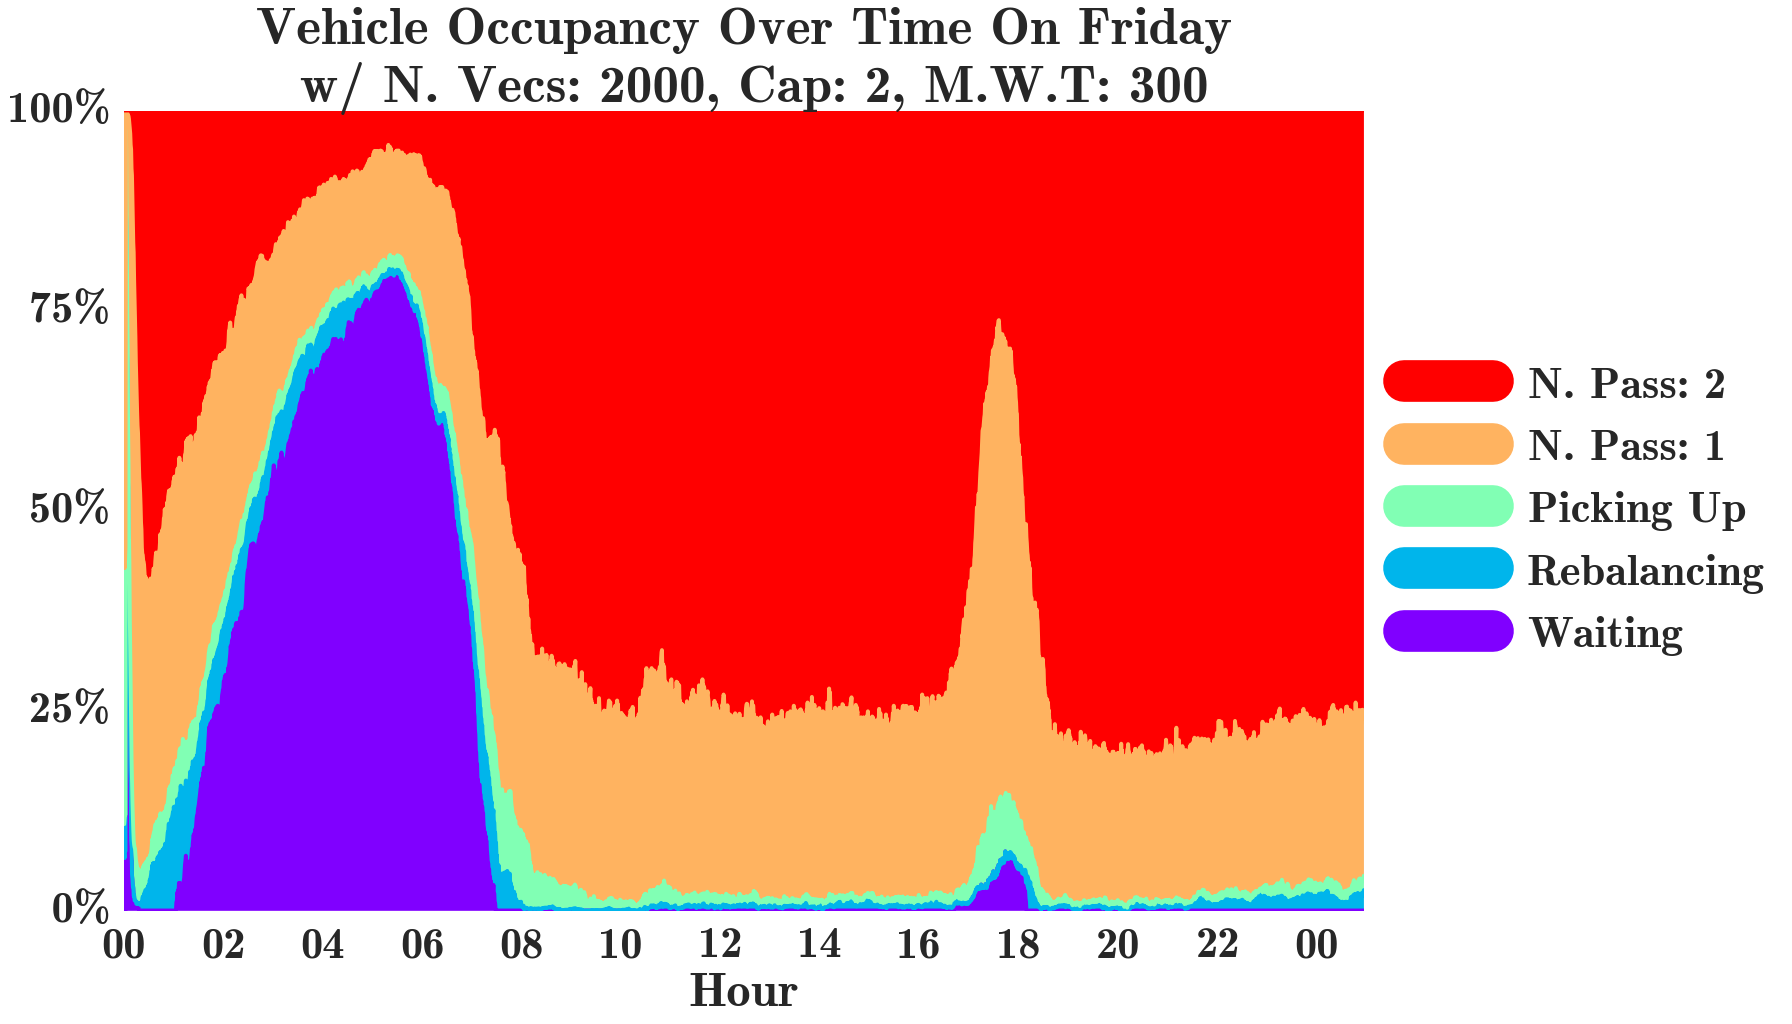 Vehicle Occupancy Over Time On Friday
w/ N. Vecs: 2000, Cap: 2, M.W.T: 300
100%
75%
50%
25%
0%
00 02 04 06 08 10 12 14 16 18 20 22 00
Hour
N. Pass: 2
N. Pass: 1
Picking Up
Rebalancing
Waiting